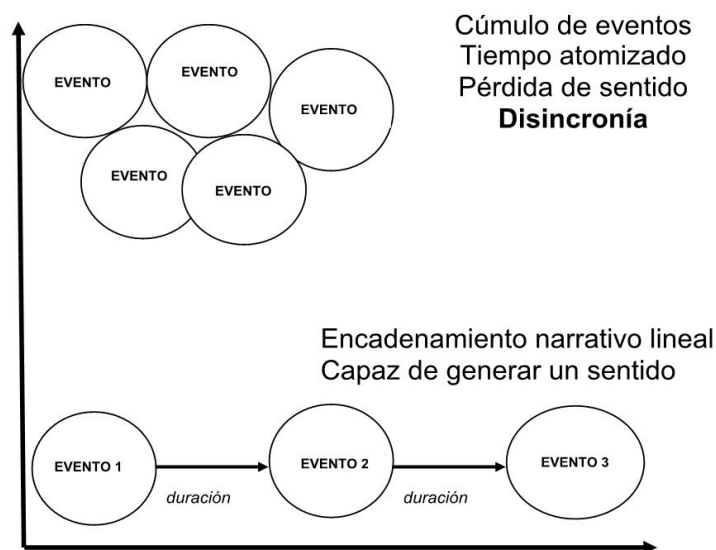 Cúmulo de eventos
Tiempo atomizado
Pérdida de sentido
Disincronía
EVENTO
EVENTO
EVENTO
EVENTO
EVENTO
Encadenamiento narrativo lineal
Capaz de generar un sentido
EVENTO 1
EVENTO 2
EVENTO 3
duración
duración